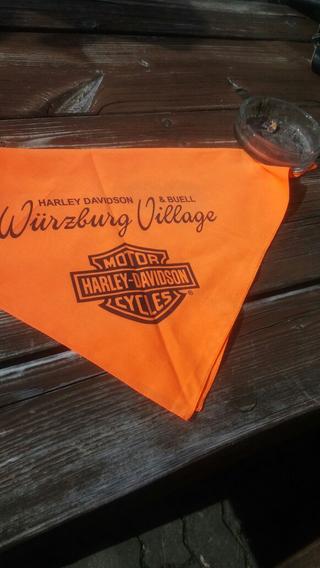 HARLEY DAVIDSON & BUELL
Würzburg Village
MOTOR
HARLEY-DAVIDSON
CYCLES
®